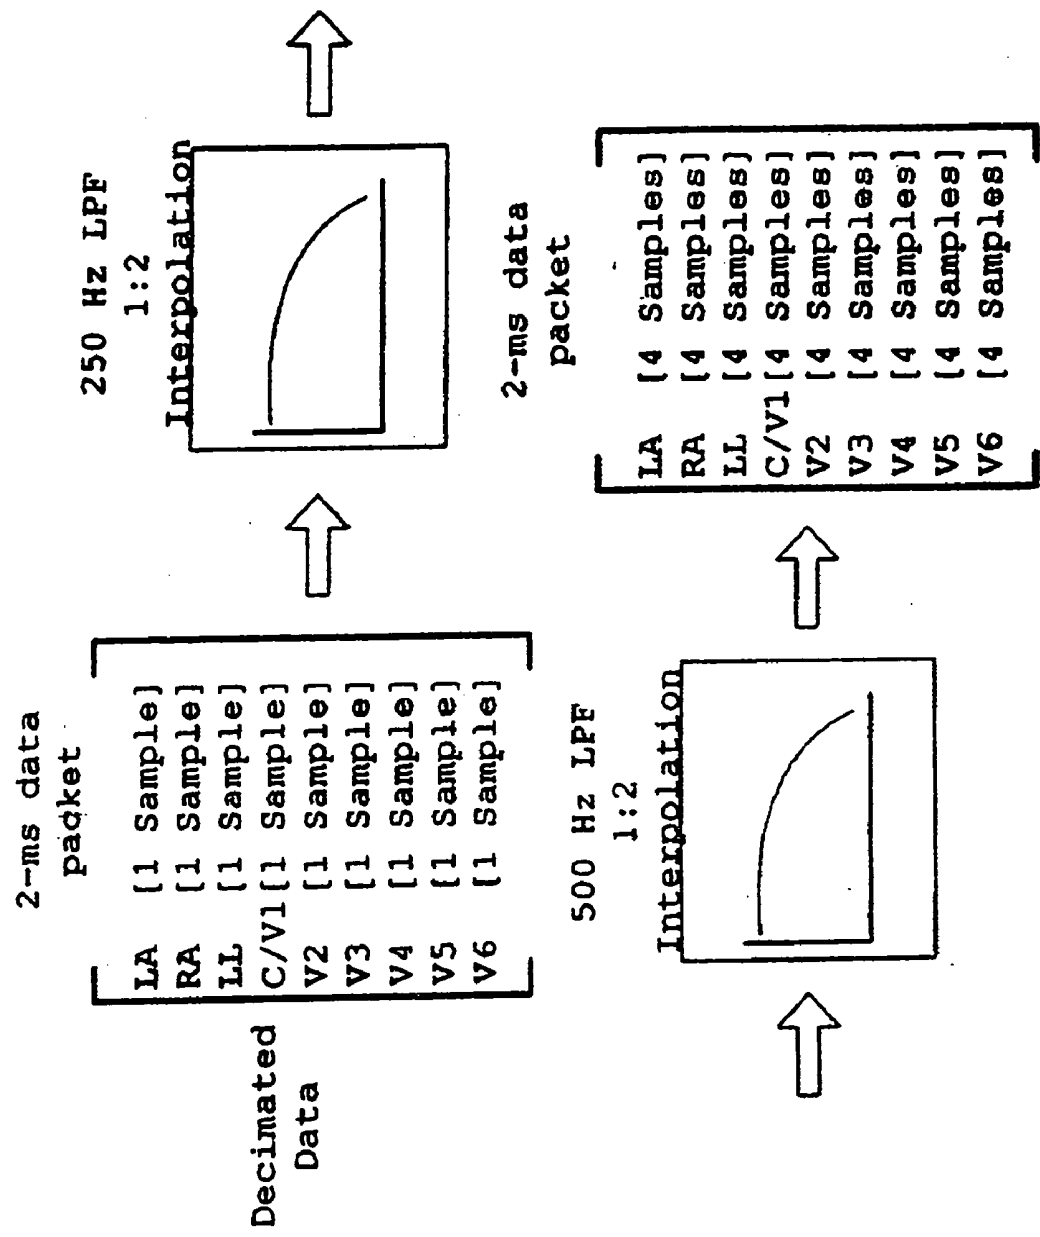 Decimated
Data
2-ms data
packet
LA [1 Sample]
RA [1 Sample]
LL [1 Sample]
C/V1[1 Sample]
V2 [1 Sample]
V3 [1 Sample]
V4 [1 Sample]
V5 [1 Sample]
V6 [1 Sample]
250 Hz LPF
1:2
Interpolation
500 Hz LPF
1:2
Interpolation
2-ms data
packet
LA [4 Samples]
RA [4 Samples]
LL [4 Samples]
C/V1[4 Samples]
V2 [4 Samples]
V3 [4 Samples]
V4 [4 Samples]
V5 [4 Samples]
V6 [4 Samples]